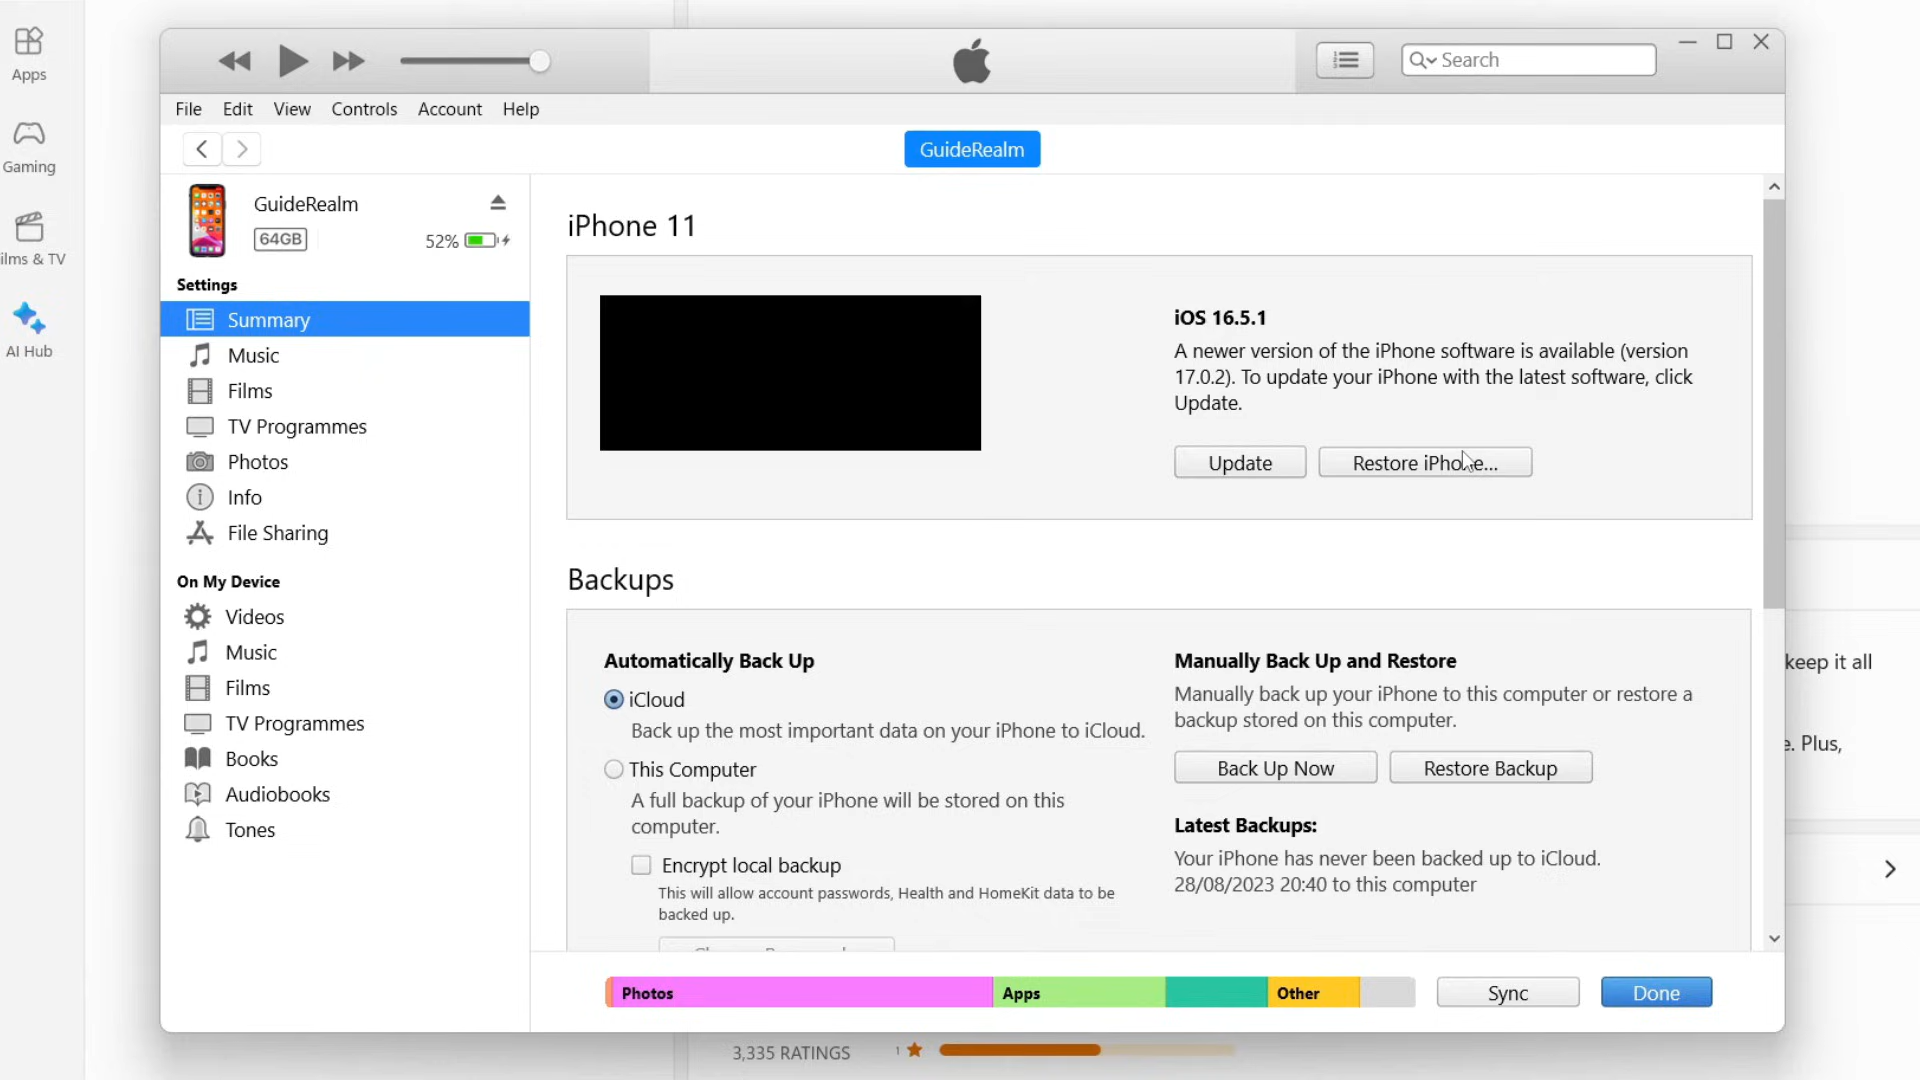 Apps
Gaming
ilms & TV
AI Hub
Search
File Edit View Controls Account Help
GuideRealm
GuideRealm
64GB
52%
Settings
Summary
Music
Films
TV Programmes
Photos
Info
File Sharing
On My Device
Videos
Music
Films
TV Programmes
Books
Audiobooks
Tones
iPhone 11
iOS 16.5.1
A newer version of the iPhone software is available (version
17.0.2). To update your iPhone with the latest software, click
Update.
Update
Restore iPhone...
Backups
Automatically Back Up
iCloud
Back up the most important data on your iPhone to iCloud.
This Computer
A full backup of your iPhone will be stored on this
computer.
Encrypt local backup
This will allow account passwords, Health and HomeKit data to be
backed up.
Manually Back Up and Restore
Manually back up your iPhone to this computer or restore a
backup stored on this computer.
Back Up Now
Restore Backup
Latest Backups:
Your iPhone has never been backed up to iCloud.
28/08/2023 20:40 to this computer
Photos
Apps
Other
Sync
Done
keep it all
e. Plus,
3,335 RATINGS
1